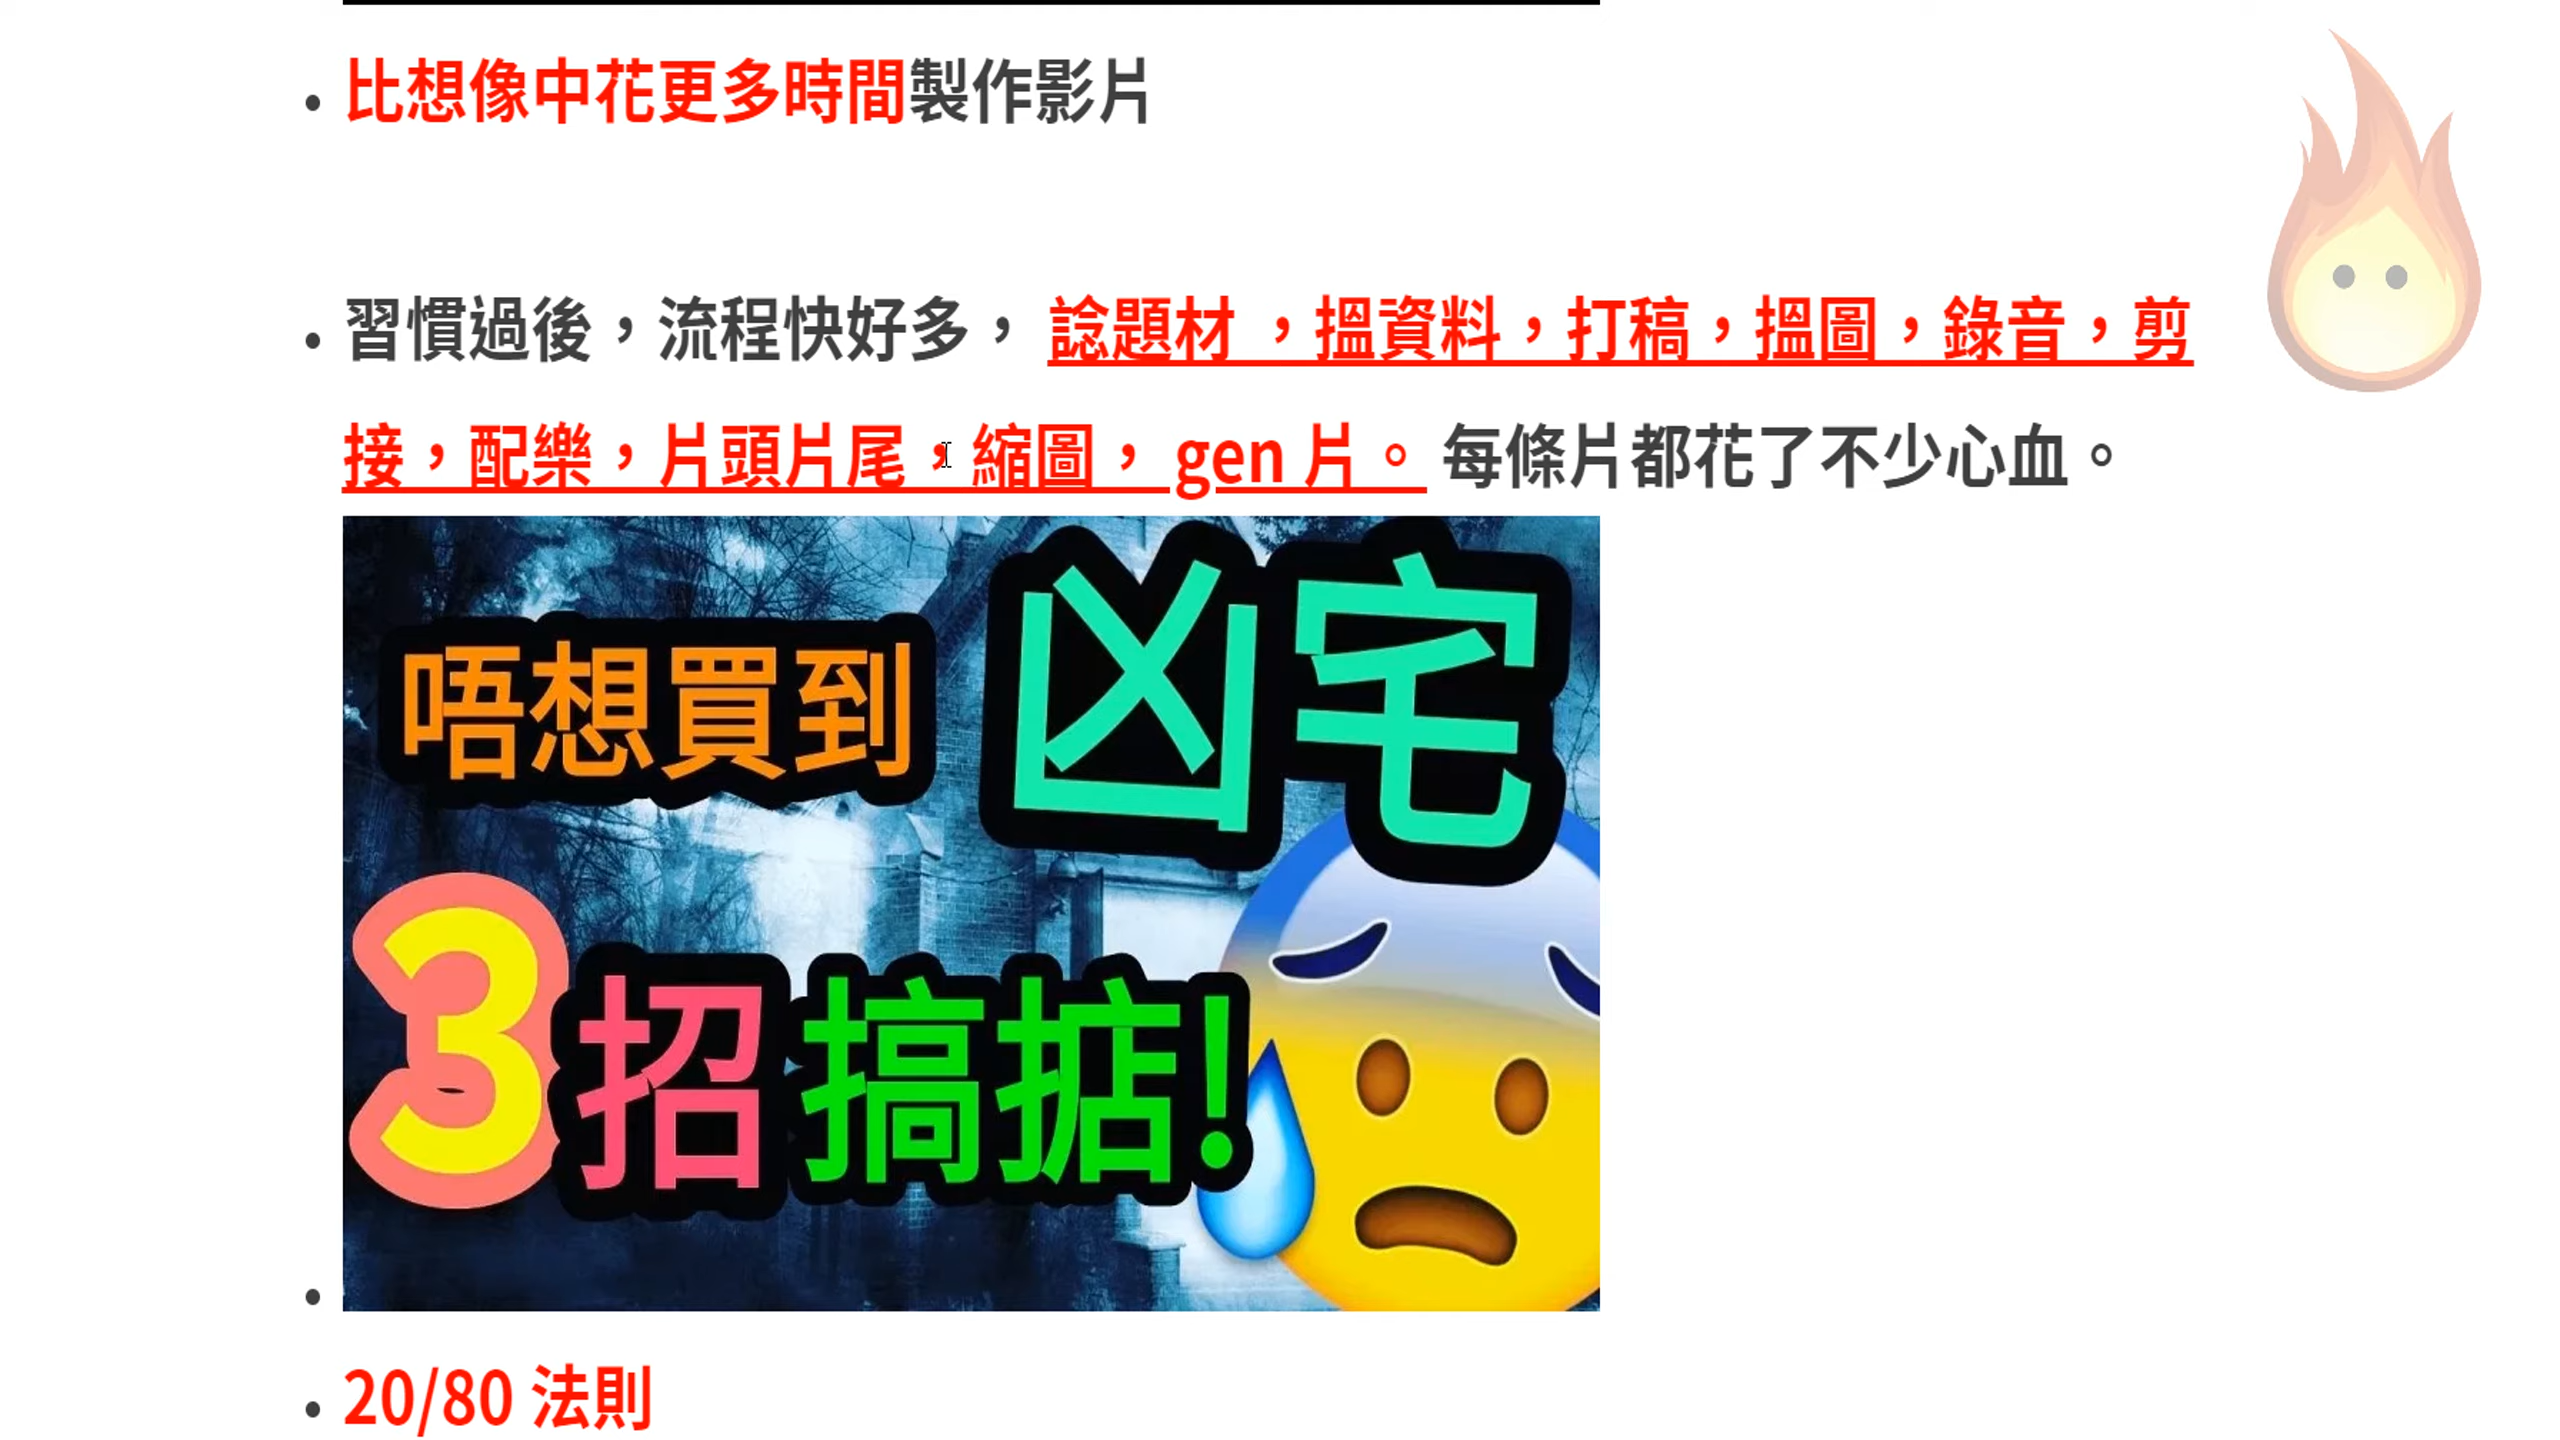 比想像中花更多時間製作影片
習慣過後，流程快好多， 諗題材 ，搵資料，打稿，搵圖，錄音，剪
接，配樂，片頭片尾，縮圖， gen 片。 每條片都花了不少心血。
唔想買到 凶宅
3招搞掂!
20/80 法則